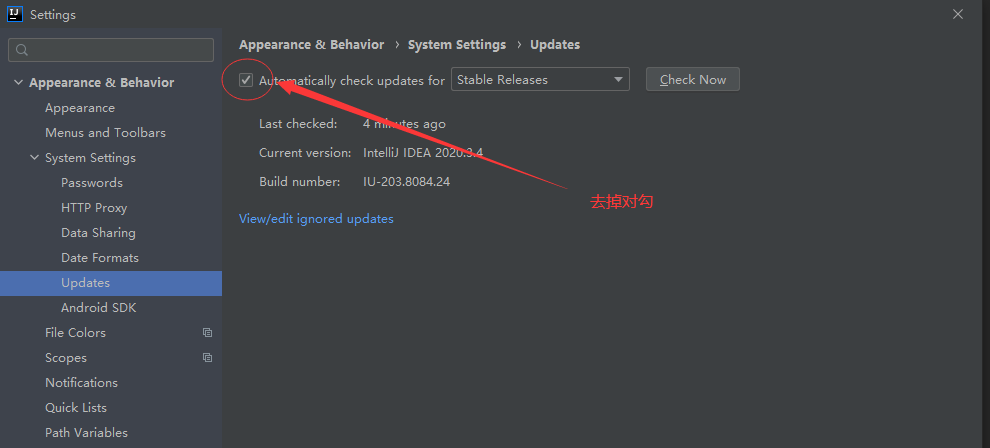 IJ
Settings
Appearance & Behavior
Appearance
Menus and Toolbars
System Settings
Passwords
HTTP Proxy
Data Sharing
Date Formats
Updates
Android SDK
File Colors
Scopes
Notifications
Quick Lists
Path Variables
Appearance & Behavior › System Settings › Updates
Automatically check updates for Stable Releases Check Now
Last checked: 4 minutes ago
Current version: IntelliJ IDEA 2020.3.4
Build number: IU-203.8084.24
去掉对勾
View/edit ignored updates